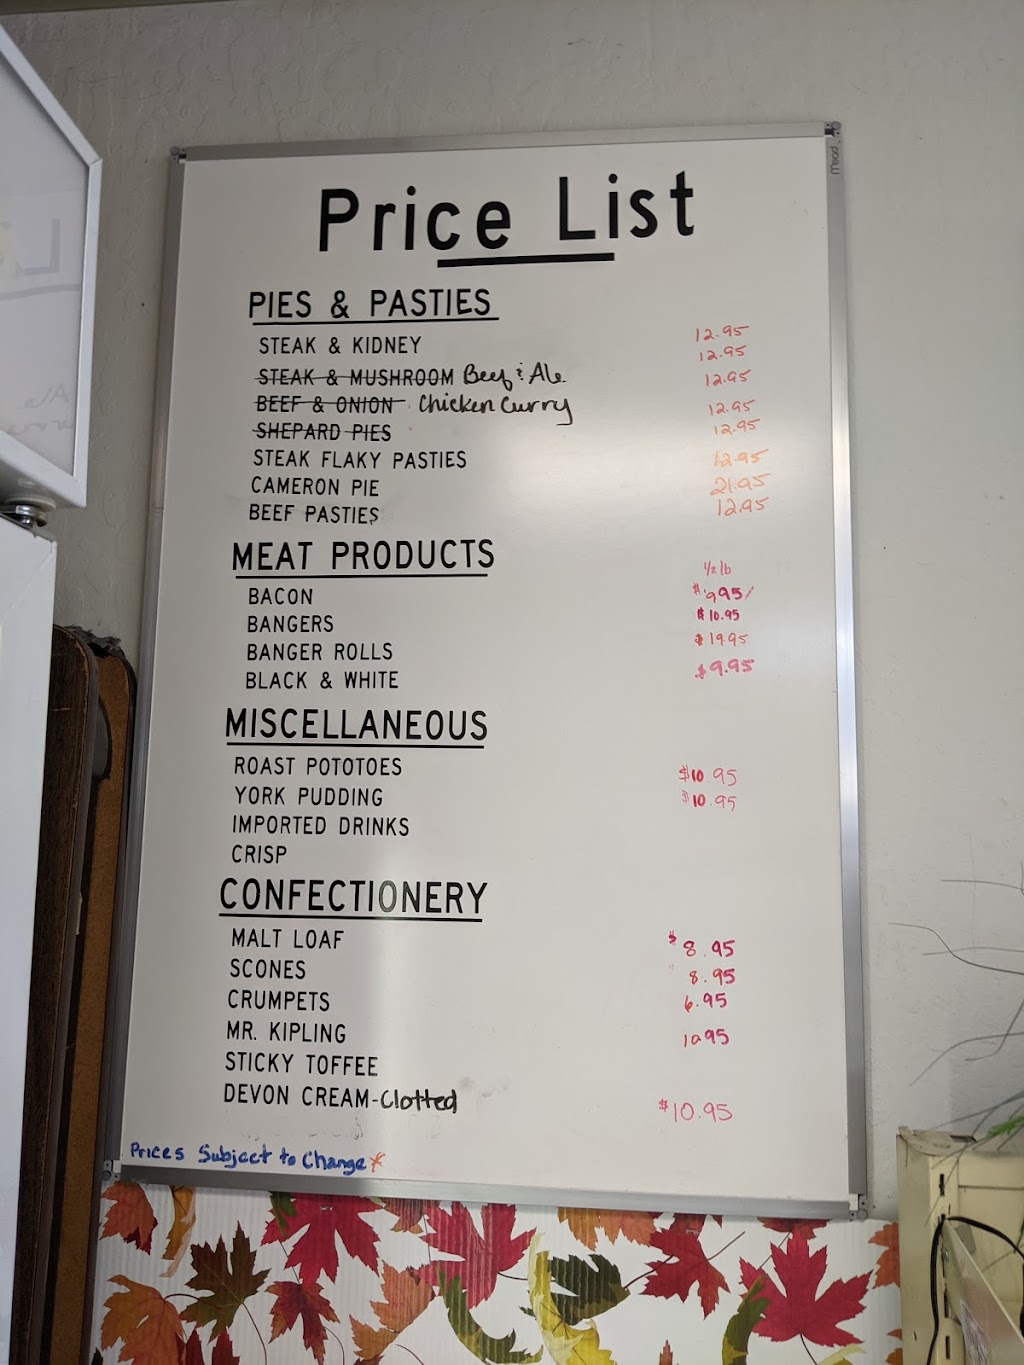 Mead
Price List
PIES & PASTIES
12.95
STEAK & KIDNEY 12.95
STEAK & MUSHROOM Beef & Ale 12.95
BEEF & ONION - Chicken Curry 12.95
SHEPARD PIES 12.95
STEAK FLAKY PASTIES 12.95
CAMERON PIE 21.95
BEEF PASTIES 12.95
MEAT PRODUCTS
1/2 lb
BACON $9.95/
BANGERS $10.95
BANGER ROLLS $19.95
BLACK & WHITE $9.95
MISCELLANEOUS
ROAST POTOTOES $10.95
YORK PUDDING $10.95
IMPORTED DRINKS
CRISP
CONFECTIONERY
MALT LOAF $8.95
SCONES 8.95
CRUMPETS 6.95
MR. KIPLING 10.95
STICKY TOFFEE
DEVON CREAM-Clotted $10.95
Prices Subject to Change*